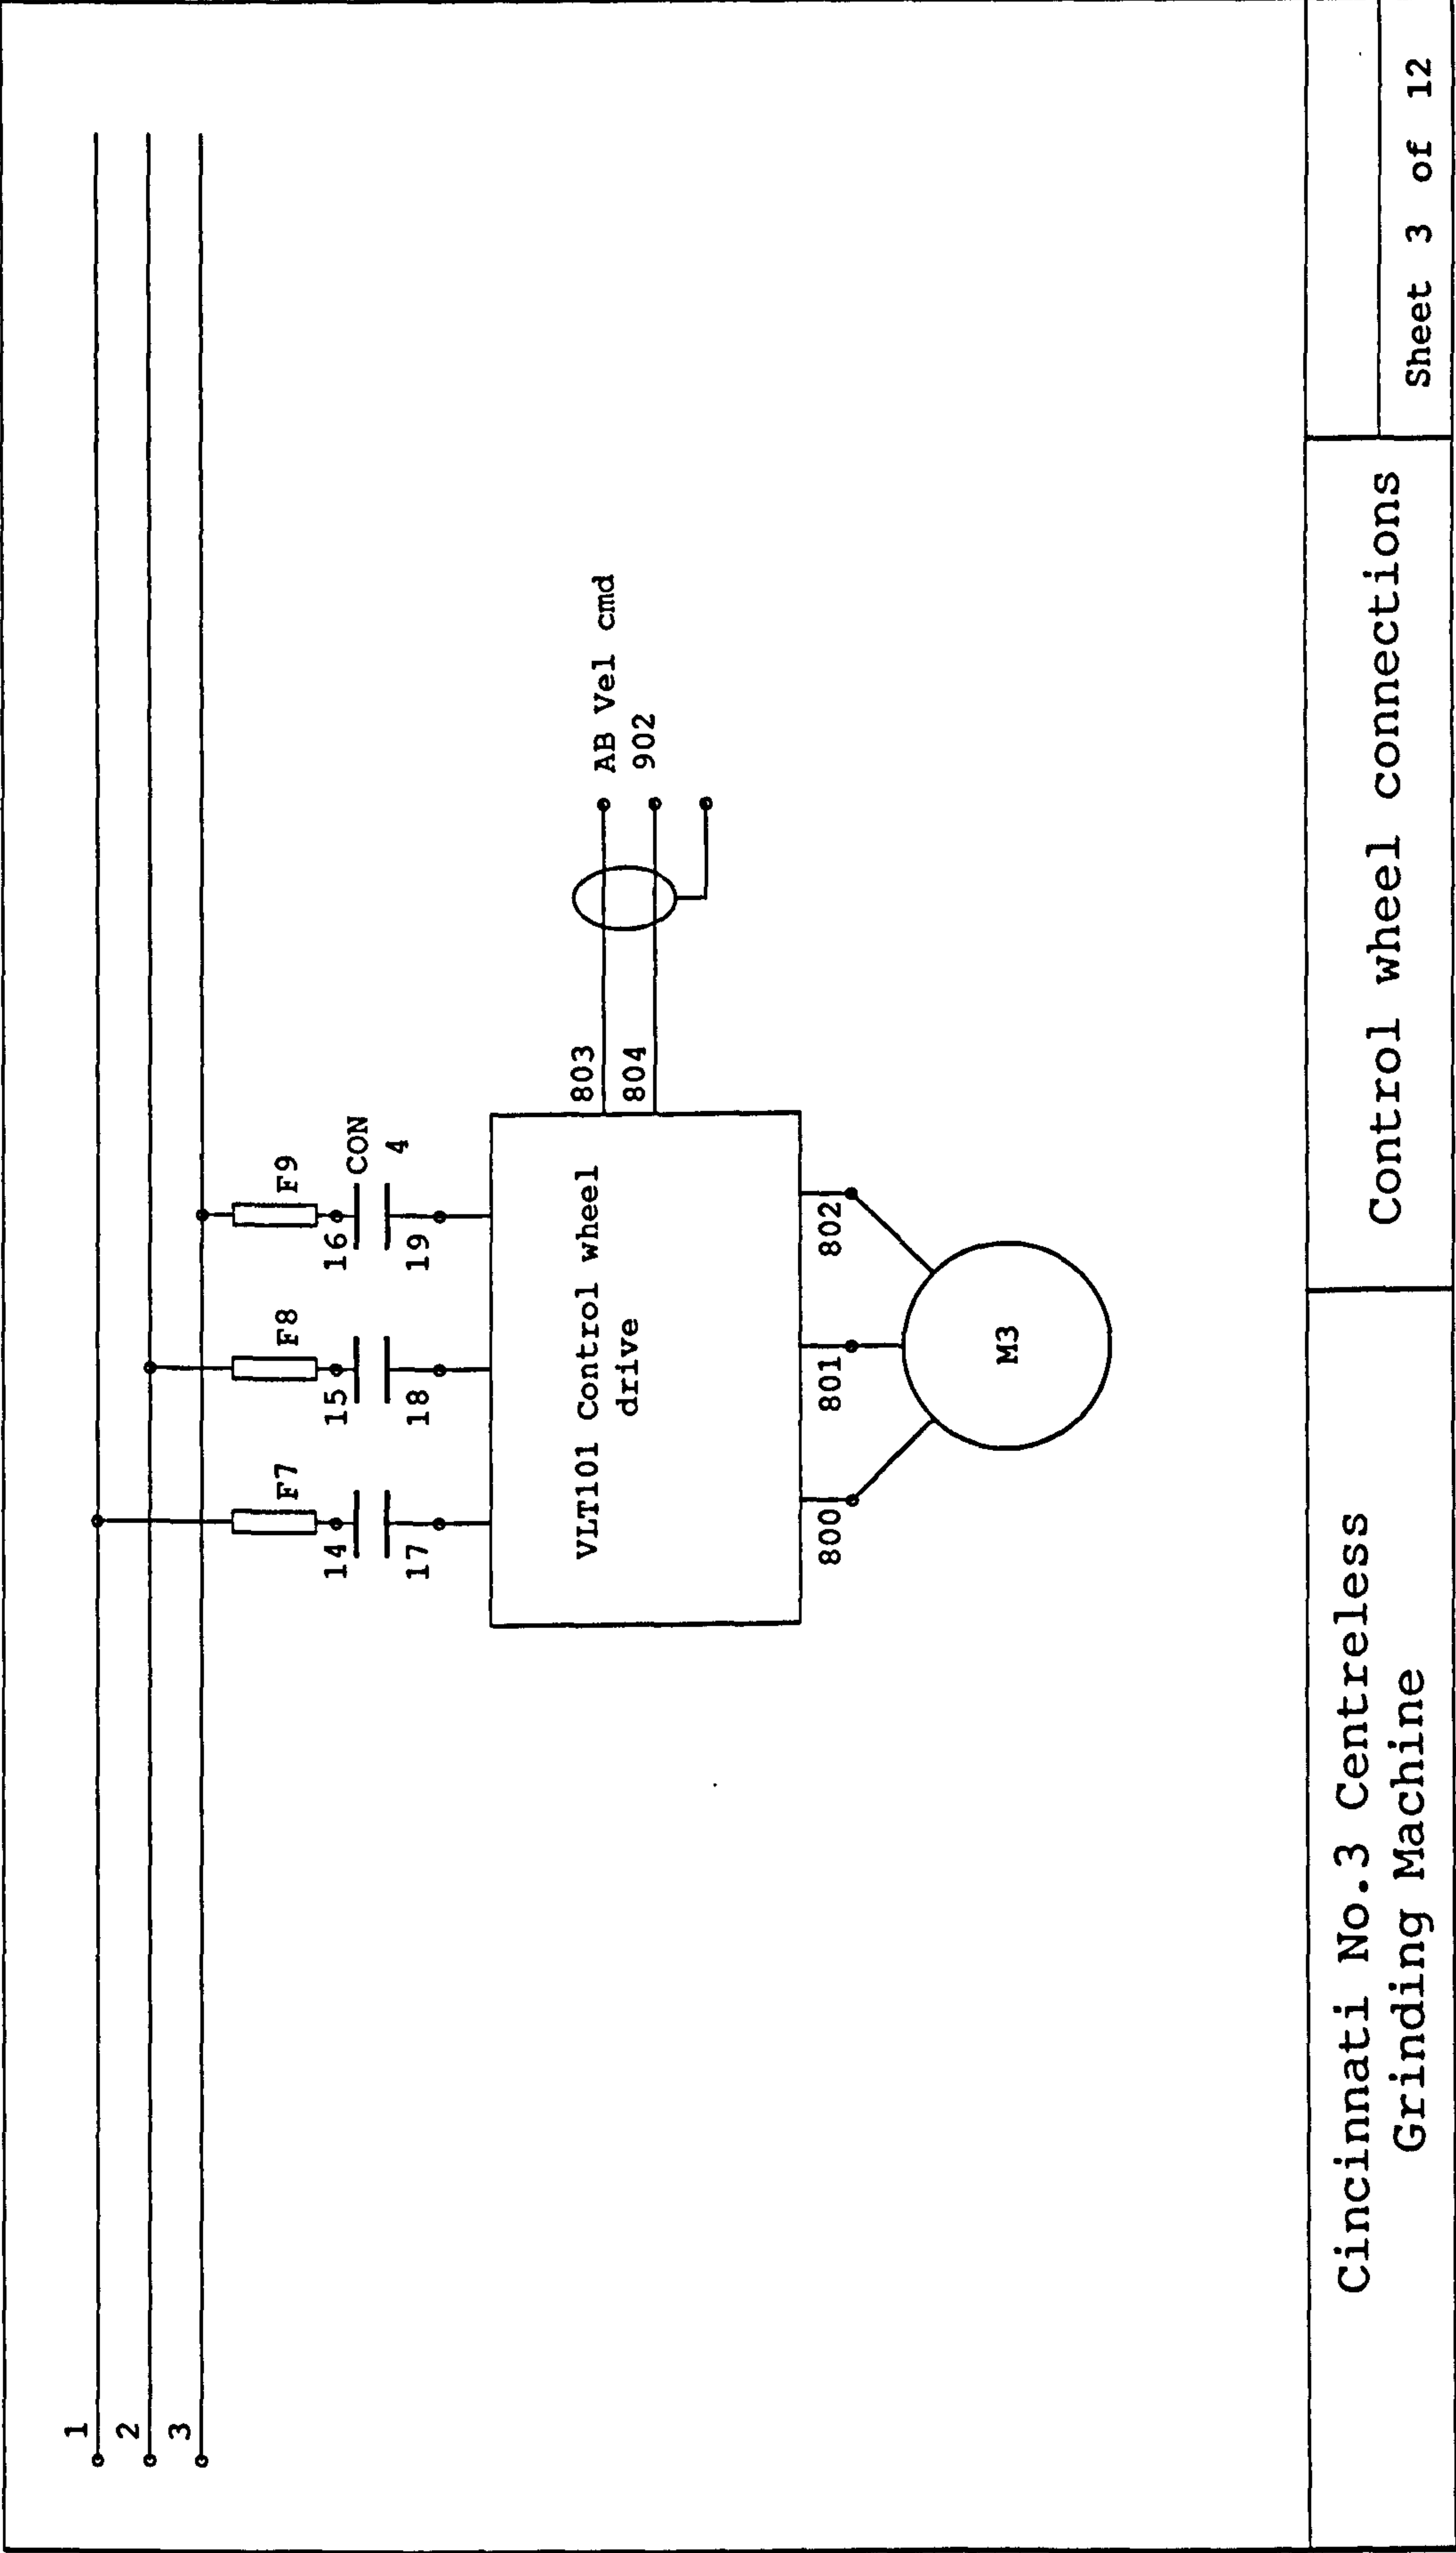 1
2
3
F7
F8
F9
14
15
16
CON
4
17
18
19
VLT101 Control wheel
drive
803
804
AB Vel cmd
902
800
801
802
M3
Cincinnati No.3 Centreless
Grinding Machine
Control wheel connections
Sheet 3 of 12